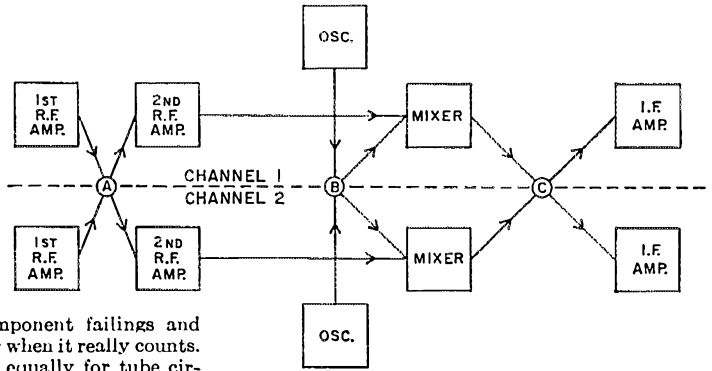 OSC.
1ST
R.F.
AMP.
2ND
R.F.
AMP.
MIXER
I.F.
AMP.
A
CHANNEL 1
B
C
CHANNEL 2
1ST
R.F.
AMP.
2ND
R.F.
AMP.
MIXER
I.F.
AMP.
OSC.
mponent failings and
when it really counts.
equally for tube cir-